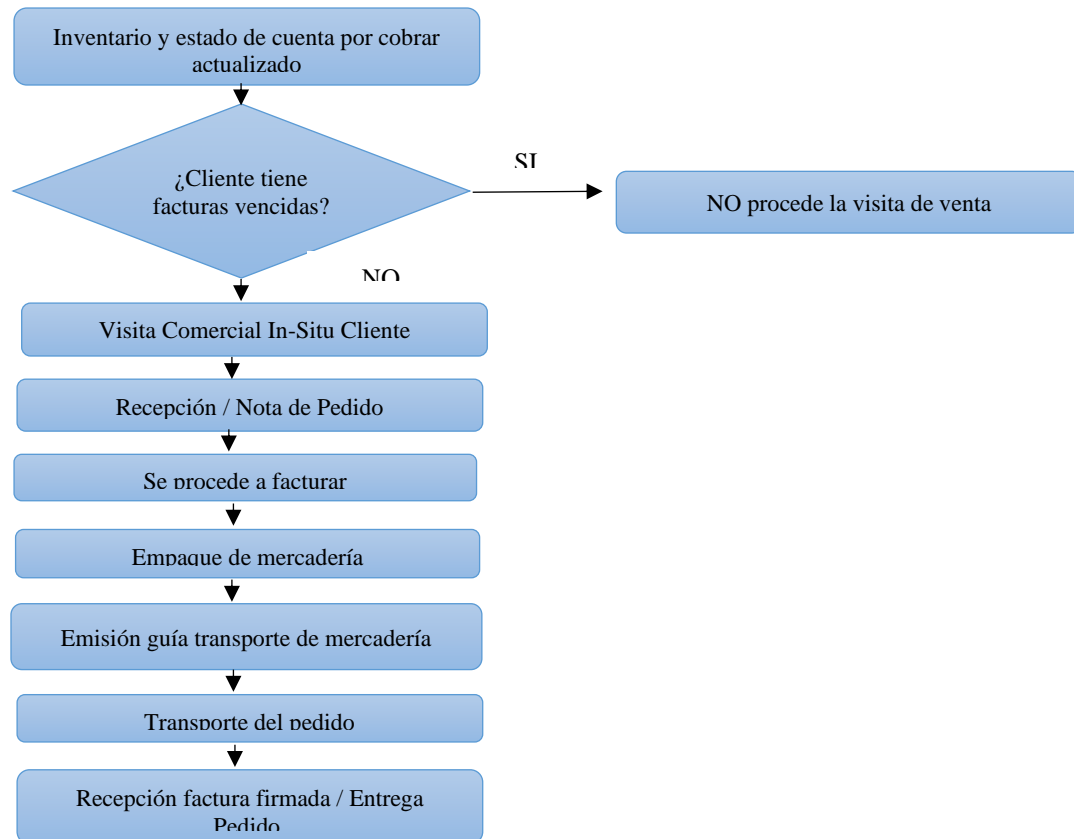 Inventario y estado de cuenta por cobrar
actualizado
¿Cliente tiene
facturas vencidas?
SI
NO procede la visita de venta
NO
Visita Comercial In-Situ Cliente
Recepción / Nota de Pedido
Se procede a facturar
Empaque de mercadería
Emisión guía transporte de mercadería
Transporte del pedido
Recepción factura firmada / Entrega
Pedido